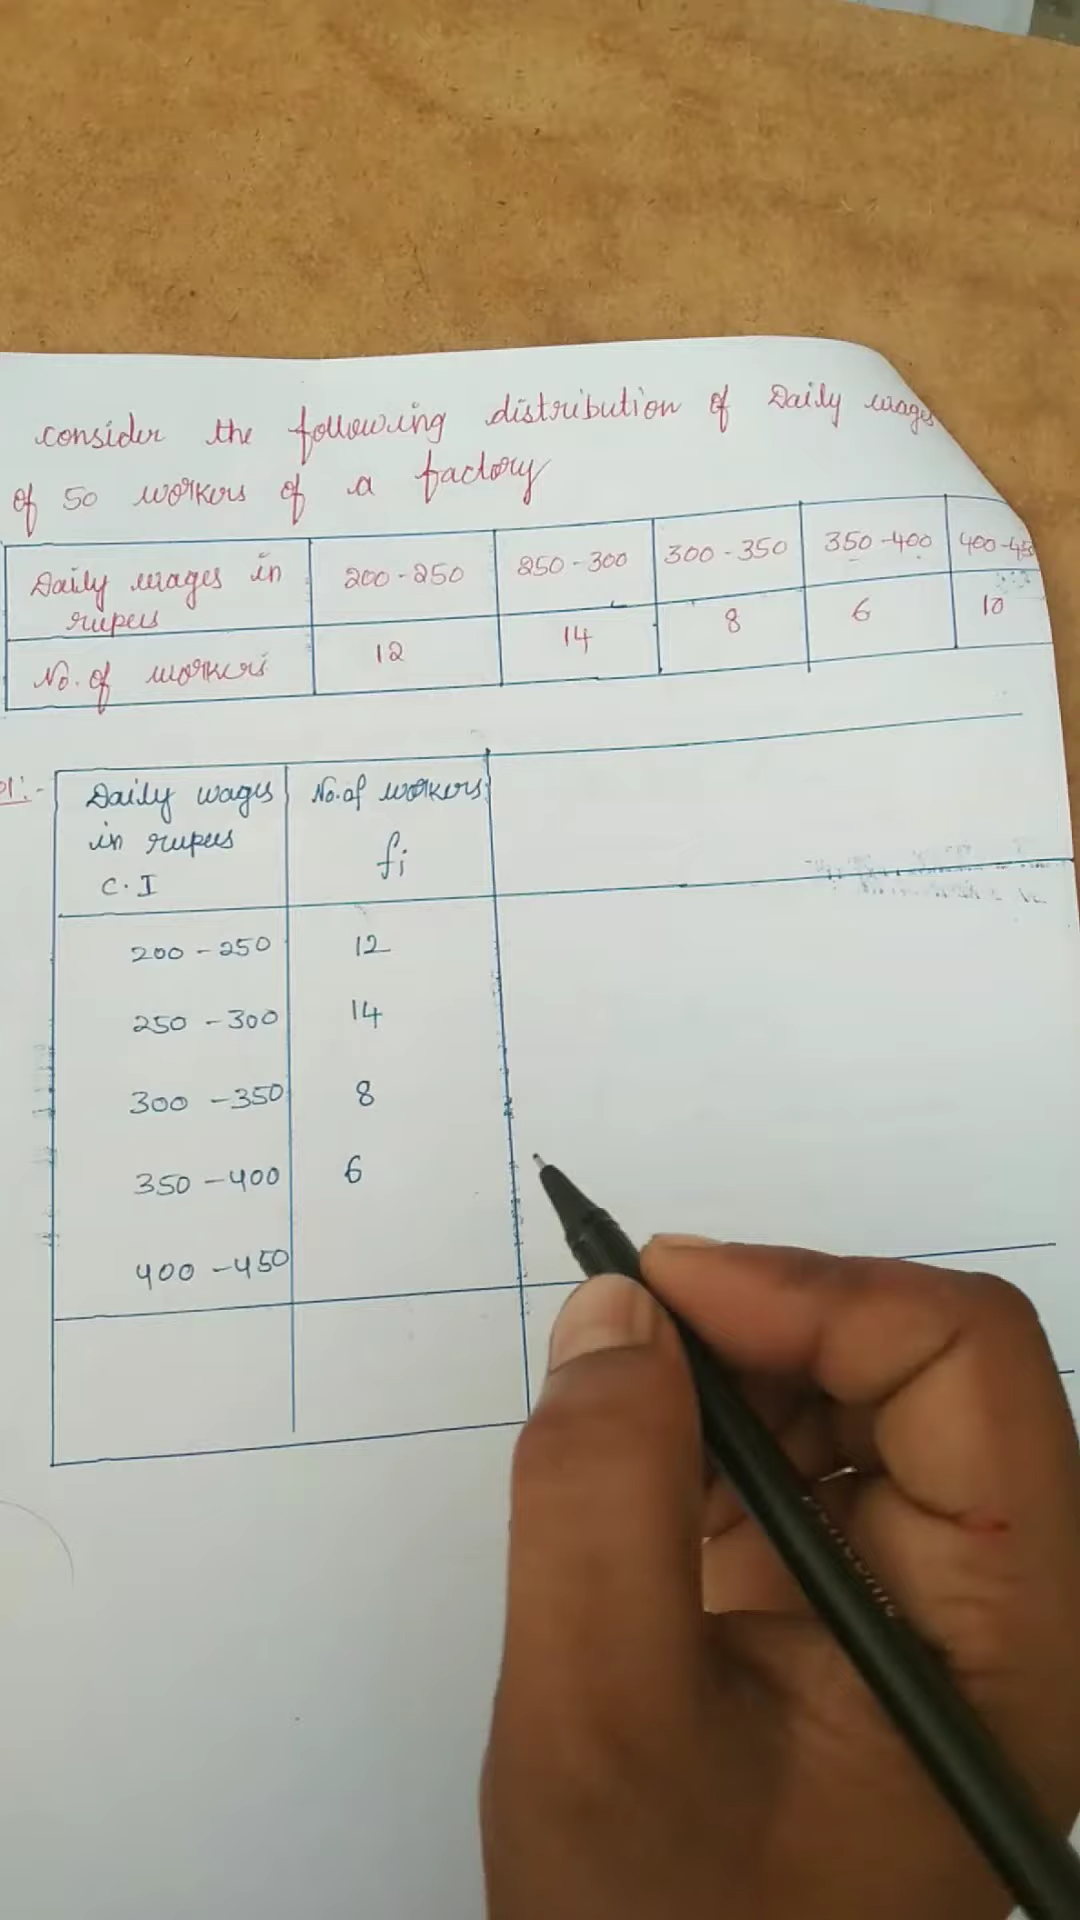 consider the following distribution of Daily wages
of 50 workers of a factory
Daily wages in rupees 200-250 250-300 300-350 350-400 400-45
No. of workers 12 14 8 6 10
Daily wages in rupees C.I No. of workers fi
200-250 12
250-300 14
300-350 8
350-400 6
400-450